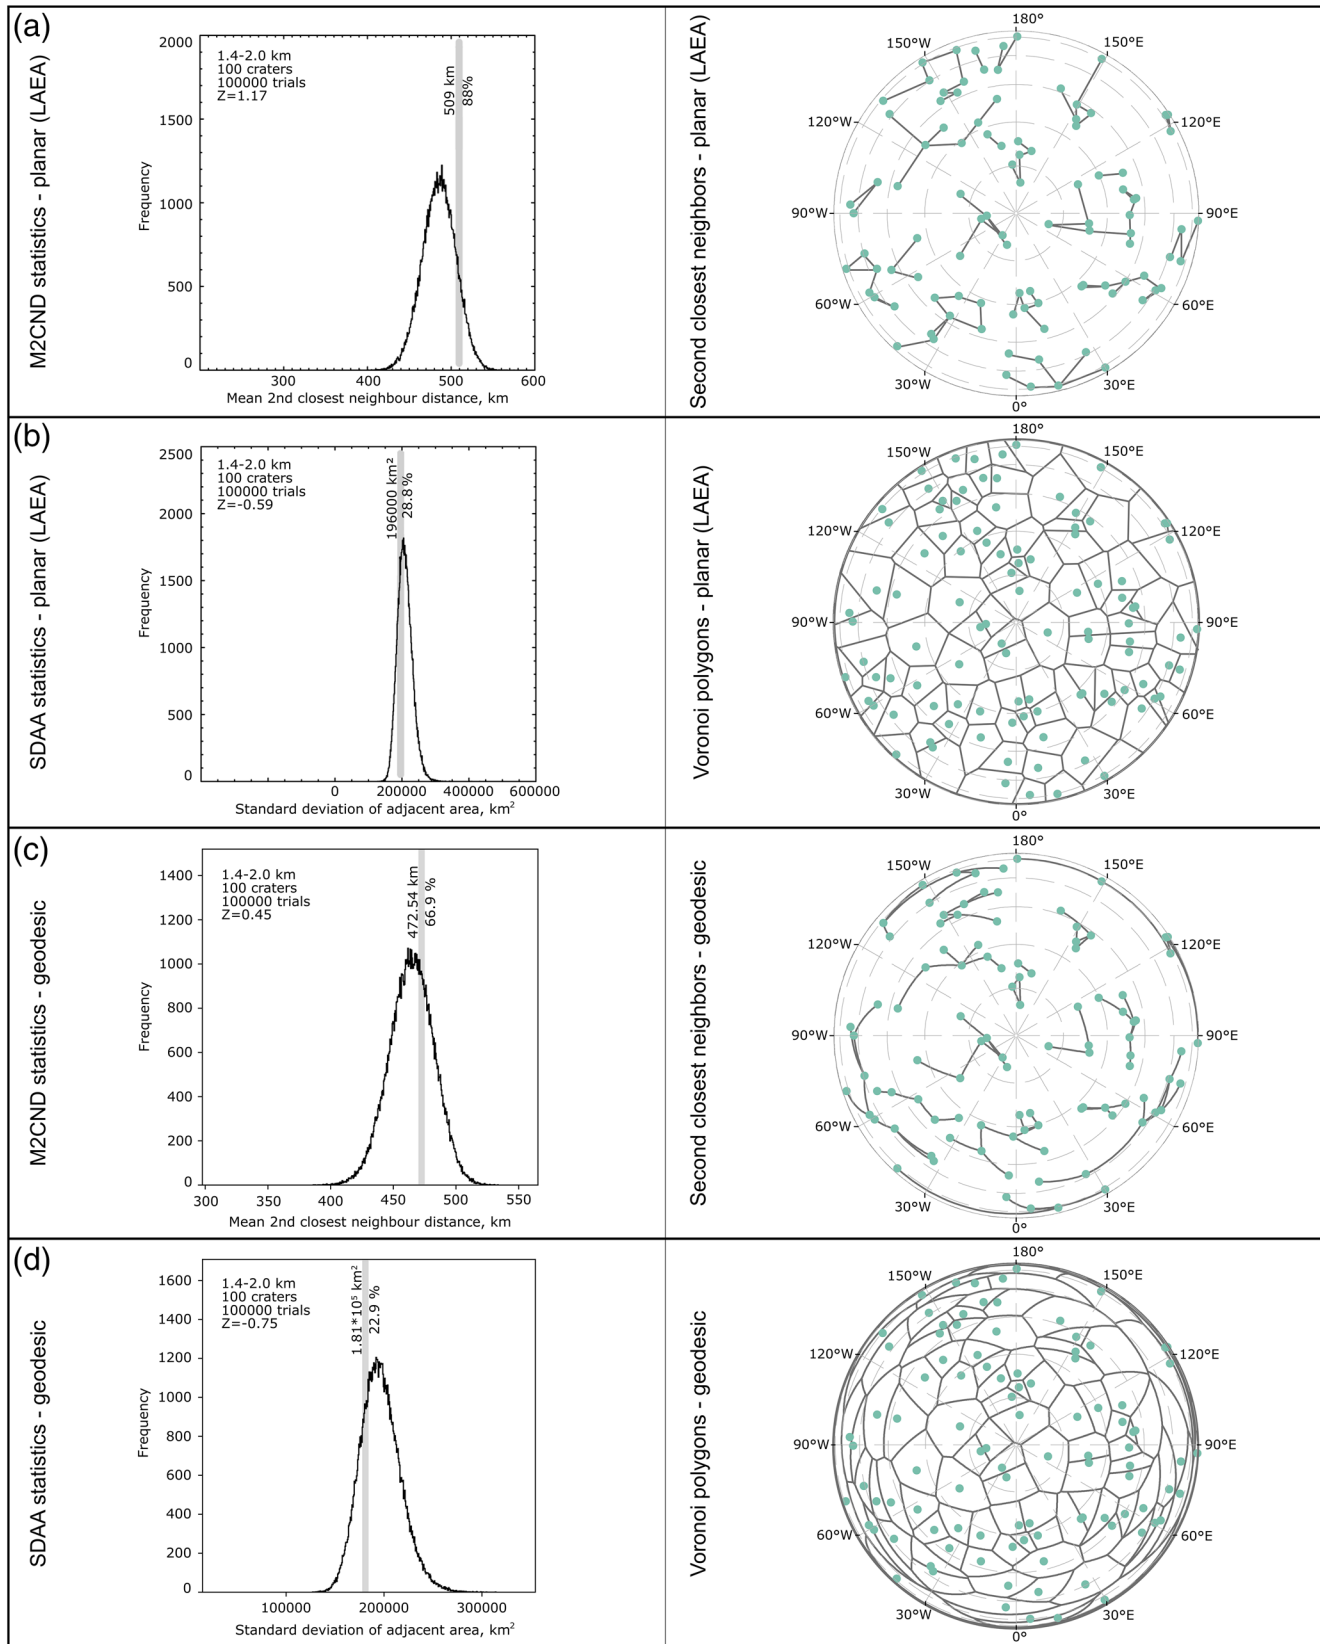 (a)
M2CND statistics - planar (LAEA)
2000
1500
1000
500
0
Frequency
1.4-2.0 km
100 craters
100000 trials
Z=1.17
509 km
88%
300
400
500
600
Mean 2nd closest neighbour distance, km
Second closest neighbors - planar (LAEA)
180°
150°W
150°E
120°W
120°E
90°W
90°E
60°W
60°E
30°W
30°E
0°
(b)
SDAA statistics - planar (LAEA)
2500
2000
1500
1000
500
0
Frequency
1.4-2.0 km
100 craters
100000 trials
Z=-0.59
196000 km²
28.8 %
0
200000
400000
600000
Standard deviation of adjacent area, km²
Voronoi polygons - planar (LAEA)
180°
150°W
150°E
120°W
120°E
90°W
90°E
60°W
60°E
30°W
30°E
0°
(c)
M2CND statistics - geodesic
1400
1200
1000
800
600
400
200
0
Frequency
1.4-2.0 km
100 craters
100000 trials
Z=0.45
472.54 km
66.9 %
300
350
400
450
500
550
Mean 2nd closest neighbour distance, km
Second closest neighbors - geodesic
180°
150°W
150°E
120°W
120°E
90°W
90°E
60°W
60°E
30°W
30°E
0°
(d)
SDAA statistics - geodesic
1600
1400
1200
1000
800
600
400
200
0
Frequency
1.4-2.0 km
100 craters
100000 trials
Z=-0.75
1.81*10⁵ km²
22.9 %
100000
200000
300000
Standard deviation of adjacent area, km²
Voronoi polygons - geodesic
180°
150°W
150°E
120°W
120°E
90°W
90°E
60°W
60°E
30°W
30°E
0°